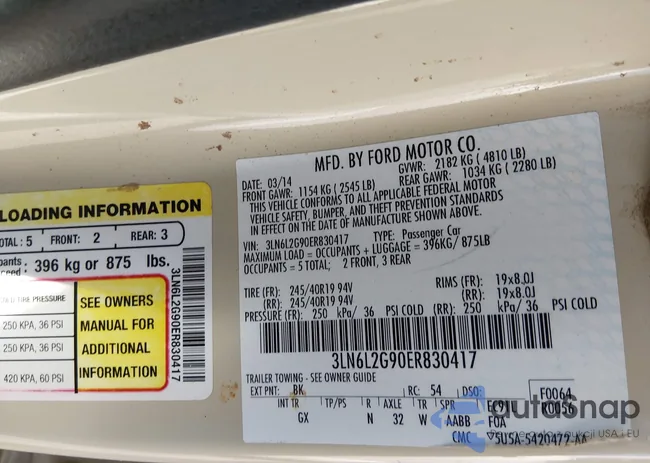 LOADING INFORMATION
OTAL : 5 FRONT: 2 REAR: 3
pants 396 kg or 875 lbs.
TIRE PRESSURE
250 KPA, 36 PSI
250 KPA, 36 PSI
420 KPA, 60 PSI
SEE OWNERS
MANUAL FOR
ADDITIONAL
INFORMATION
3LN6L2G90ER830417
MFD. BY FORD MOTOR CO.
DATE: 03/14 GVWR: 2182 KG ( 4810 LB)
FRONT GAWR: 1154 KG ( 2545 LB) REAR GAWR: 1034 KG ( 2280 LB)
THIS VEHICLE CONFORMS TO ALL APPLICABLE FEDERAL MOTOR
VEHICLE SAFETY, BUMPER, AND THEFT PREVENTION STANDARDS
IN EFFECT ON THE DATE OF MANUFACTURE SHOWN ABOVE.
VIN: 3LN6L2G90ER830417 TYPE: Passenger Car
MAXIMUM LOAD = OCCUPANTS + LUGGAGE = 396KG/ 875LB
OCCUPANTS = 5 TOTAL; 2 FRONT, 3 REAR
TIRE (FR): 245/40R19 94V RIMS (FR): 19x8.0J
(RR): 245/40R19 94V (RR): 19x8.0J
PRESSURE (FR): 250 kPa/ 36 PSI COLD (RR): 250 kPa/ 36 PSI COLD
3LN6L2G90ER830417
TRAILER TOWING - SEE OWNER GUIDE
EXT PNT: BK RC: 54 DSO: F0064
R0056
INT TR TP/PS R AXLE TR SPR
GX N 32 W AABB F0A
CMC 5USA-5420472-AA
autoSnap